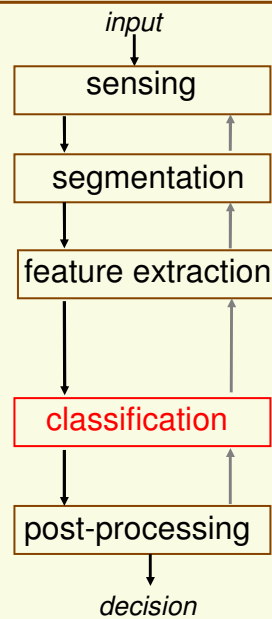 input
sensing
segmentation
feature extraction
classification
post-processing
decision